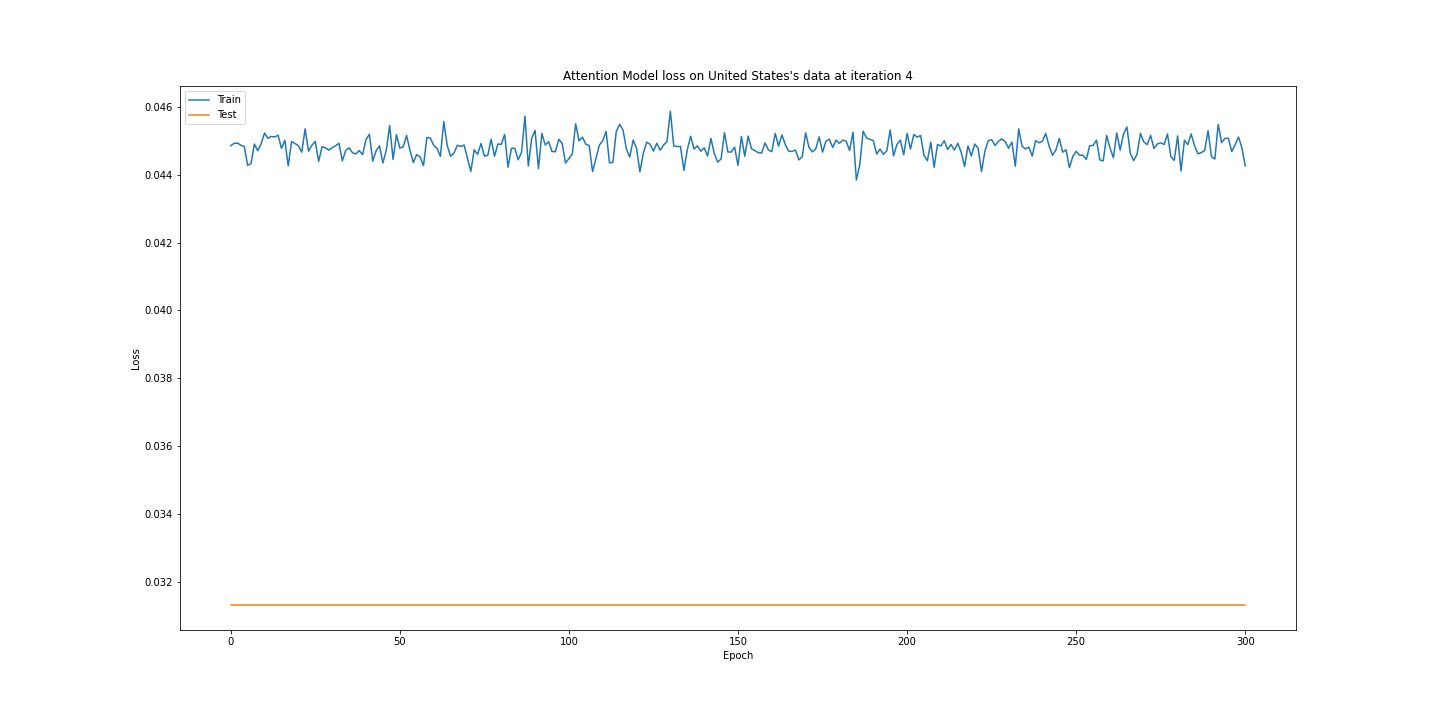 Attention Model loss on United States's data at iteration 4
Train
Test
0.046
0.044
0.042
0.040
0.038
0.036
0.034
0.032
Loss
0 50 100 150 200 250 300
Epoch